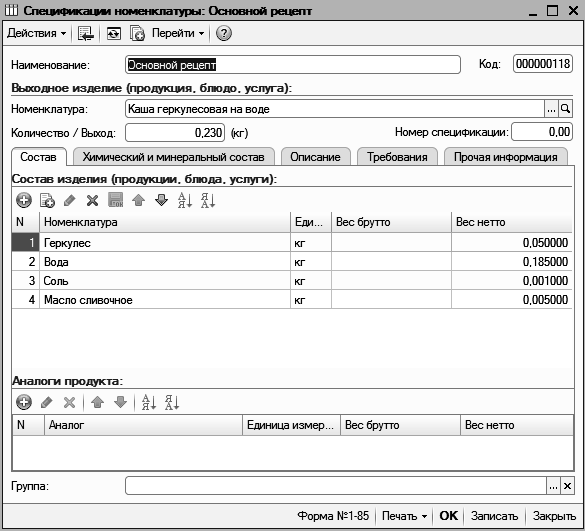 Спецификации номенклатуры: Основной рецепт
Действия Перейти
Наименование: Основной рецепт Код: 000000118
Выходное изделие (продукция, блюдо, услуга):
Номенклатура: Каша геркулесовая на воде ...
Количество / Выход: 0,230 (кг) Номер спецификации: 0,00
Состав Химический и минеральный состав Описание Требования Прочая информация
Состав изделия (продукции, блюда, услуги):
N Номенклатура Еди... Вес брутто Вес нетто
1 Геркулес кг 0,050000
2 Вода кг 0,185000
3 Соль кг 0,001000
4 Масло сливочное кг 0,005000
Аналоги продукта:
N Аналог Единица измер... Вес брутто Вес нетто
Группа: ...
Форма №1-85 Печать OK Записать Закрыть